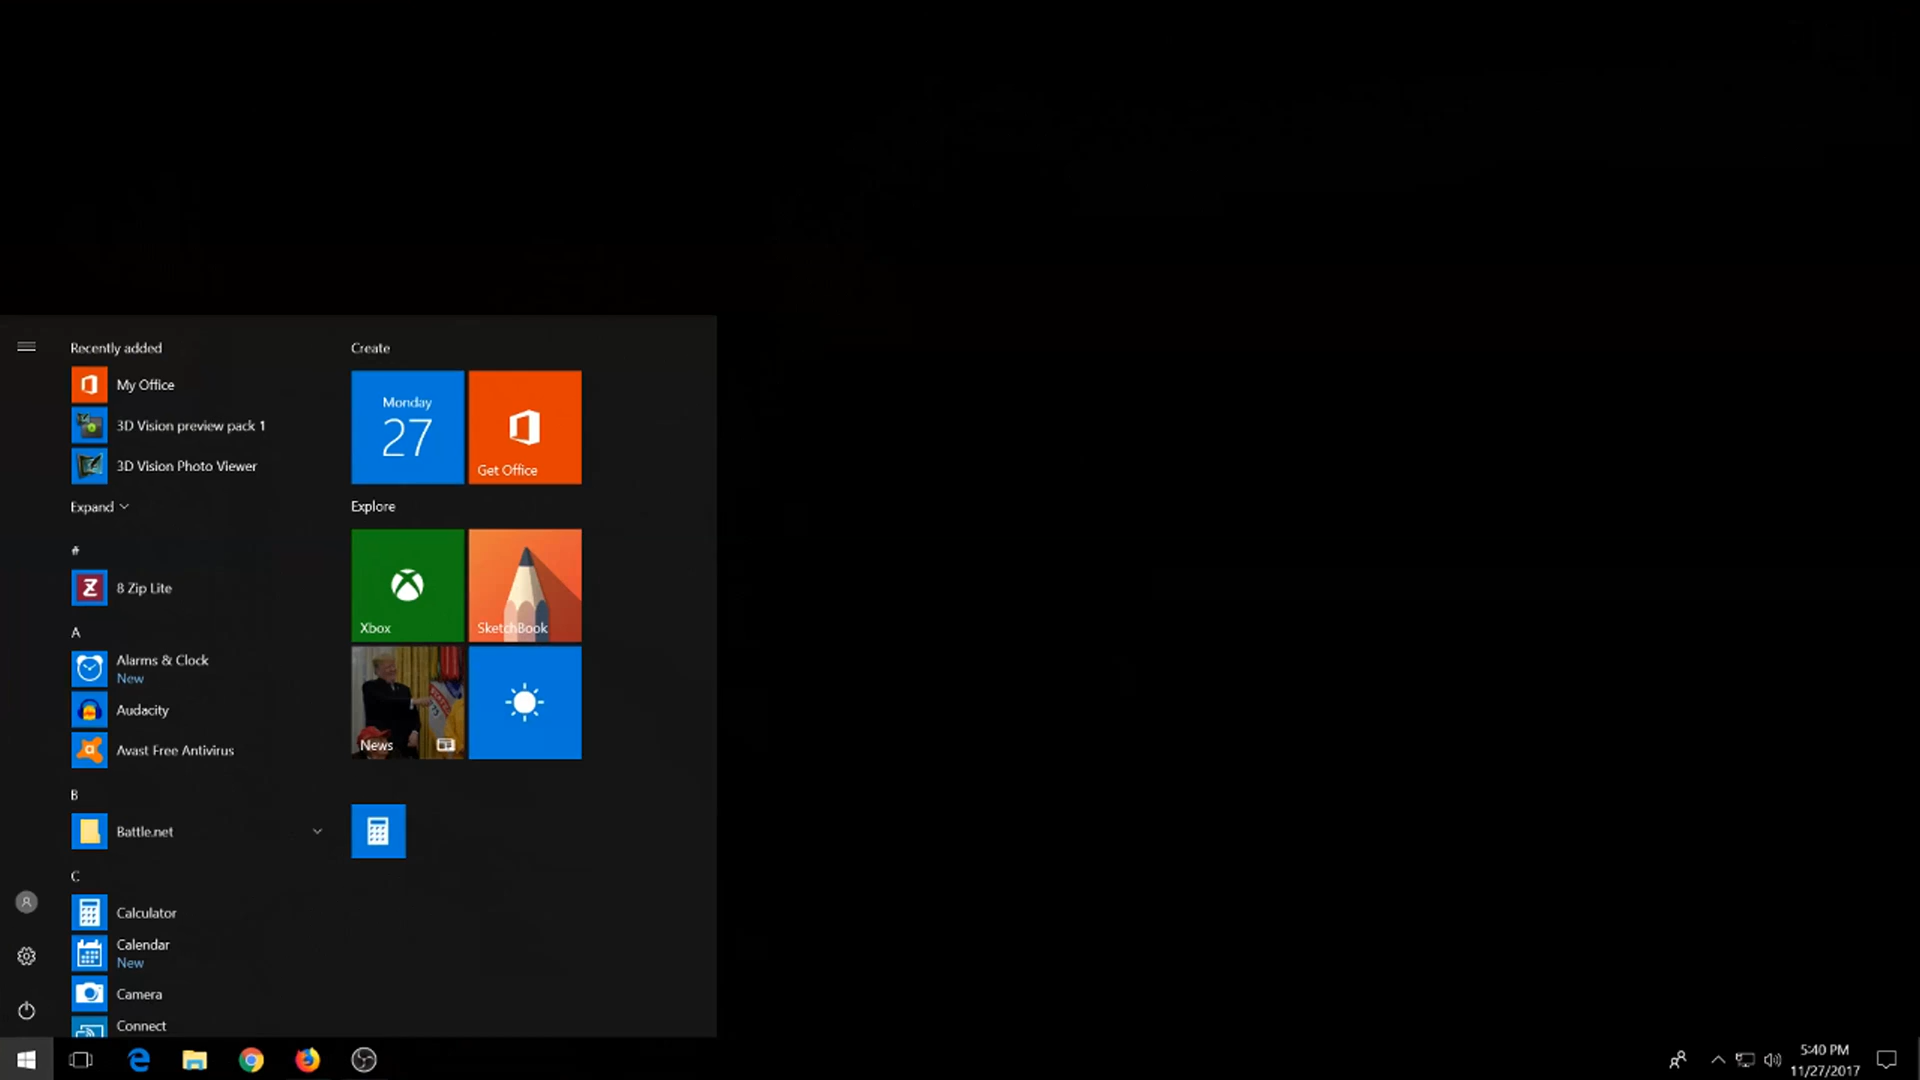 Recently added
My Office
3D Vision preview pack 1
3D Vision Photo Viewer
Expand
#
8 Zip Lite
A
Alarms & Clock
New
Audacity
Avast Free Antivirus
B
Battle.net
C
Calculator
Calendar
New
Camera
Connect
Create
Monday
27
Get Office
Explore
Xbox
SketchBook
News
5:40 PM
11/27/2017